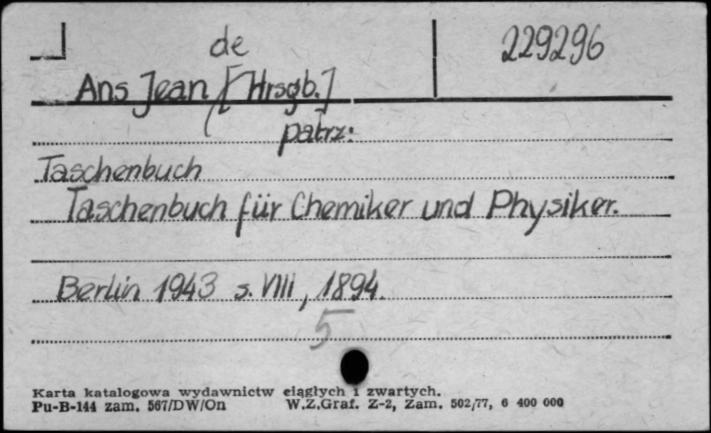 de 229296
Ans Jean [Hrsgb.]
patrz:
Taschenbuch
Taschenbuch für Chemiker und Physiker.
Berlin 1943 s. VIII, 1894.
5
Karta katalogowa wydawnictw ciągłych i zwartych.
Pu-B-144 zam. 567/DW/On W.Z.Graf. Z-2, Zam. 502/77, 6 400 000